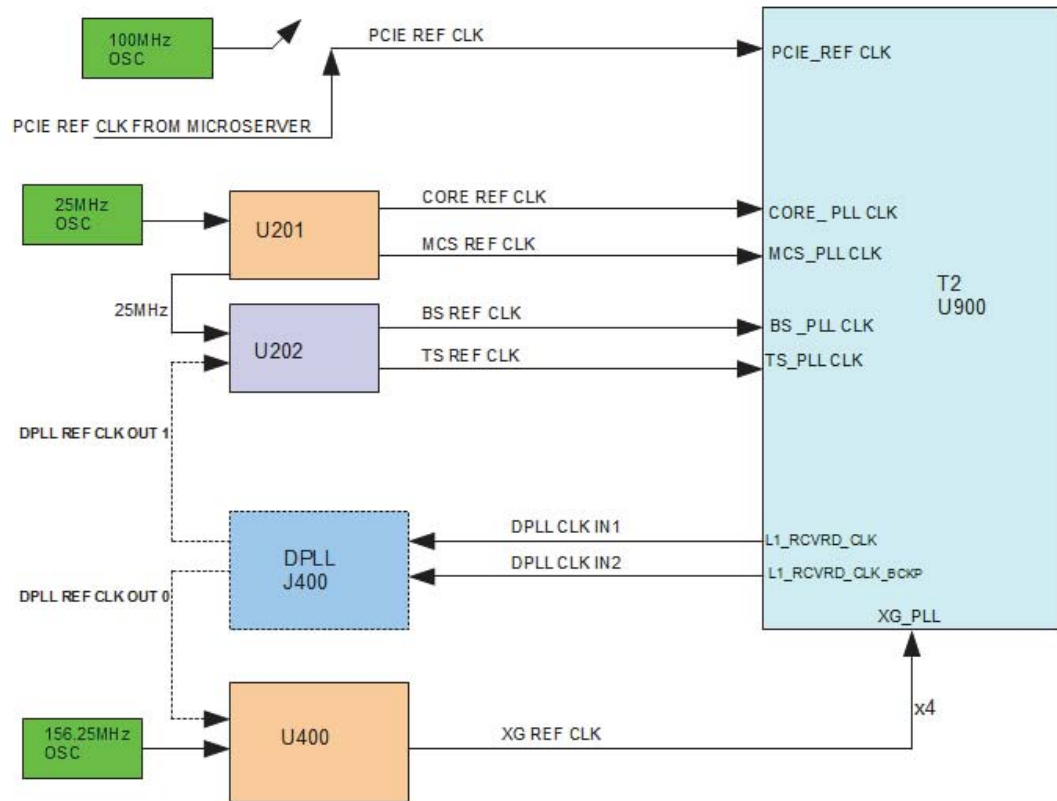 100MHz
OSC
PCIE REF CLK
PCIE_REF CLK
PCIE REF CLK FROM MICROSERVER
25MHz
OSC
U201
CORE REF CLK
CORE_ PLL CLK
MCS REF CLK
MCS_PLL CLK
T2
U900
25MHz
U202
BS REF CLK
BS _PLL CLK
TS REF CLK
TS_PLL CLK
DPLL REF CLK OUT 1
DPLL
J400
DPLL CLK IN1
L1_RCVRD_CLK
DPLL CLK IN2
L1_RCVRD_CLK_BCKP
DPLL REF CLK OUT 0
XG_PLL
x4
156.25MHz
OSC
U400
XG REF CLK